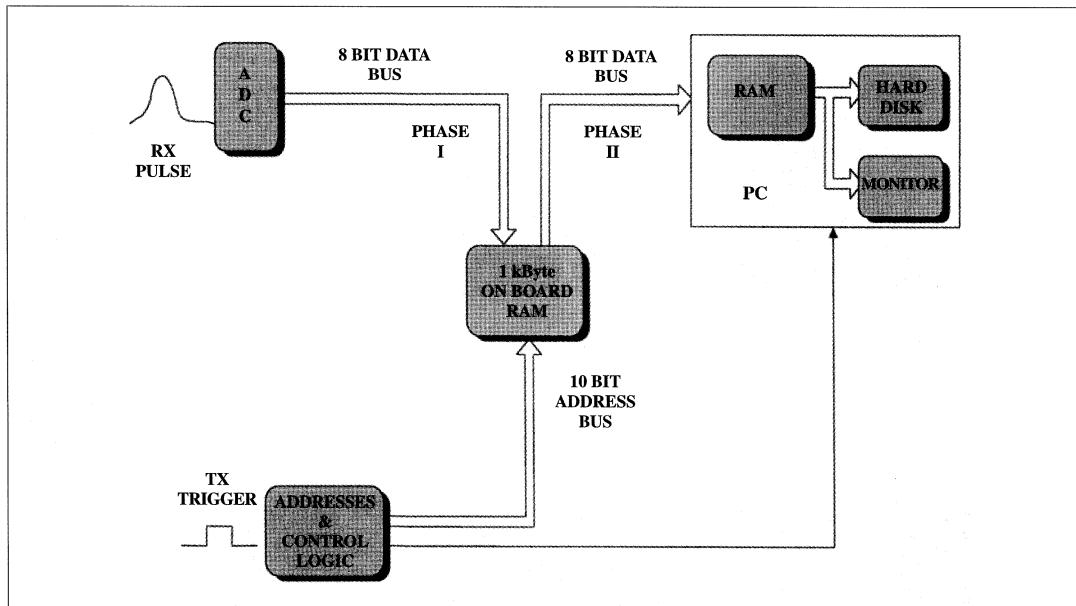 A
D
C
8 BIT DATA
BUS
8 BIT DATA
BUS
RAM
HARD
DISK
RX
PULSE
PHASE
I
PHASE
II
PC
MONITOR
1 kByte
ON BOARD
RAM
10 BIT
ADDRESS
BUS
TX
TRIGGER
ADDRESSES
&
CONTROL
LOGIC